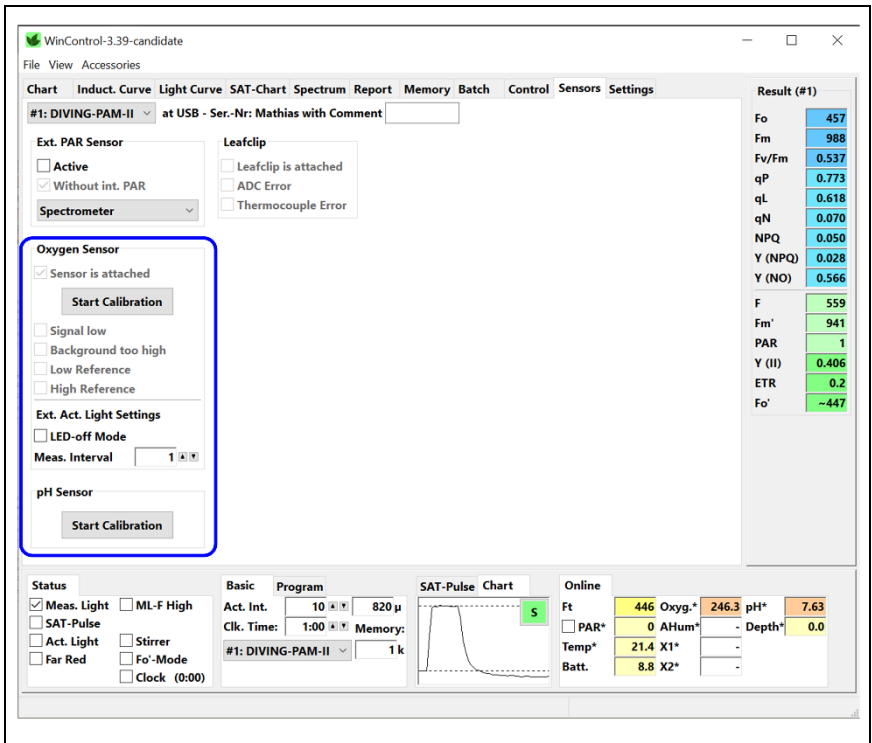 WinControl-3.39-candidate
File View Accessories
Chart Induct. Curve Light Curve SAT-Chart Spectrum Report Memory Batch Control Sensors Settings
#1: DIVING-PAM-II at USB - Ser.-Nr: Mathias with Comment
Ext. PAR Sensor
Active
Without int. PAR
Spectrometer
Leafclip
Leafclip is attached
ADC Error
Thermocouple Error
Oxygen Sensor
Sensor is attached
Start Calibration
Signal low
Background too high
Low Reference
High Reference
Ext. Act. Light Settings
LED-off Mode
Meas. Interval 1
pH Sensor
Start Calibration
Result (#1)
Fo 457
Fm 988
Fv/Fm 0.537
qP 0.773
qL 0.618
qN 0.070
NPQ 0.050
Y (NPQ) 0.028
Y (NO) 0.566
F 559
Fm' 941
PAR 1
Y (II) 0.406
ETR 0.2
Fo' ~447
Status
Meas. Light ML-F High
SAT-Pulse
Act. Light Stirrer
Far Red Fo'-Mode
Clock (0:00)
Basic Program
Act. Int. 10 820 µ
Clk. Time: 1:00 Memory:
#1: DIVING-PAM-II 1 k
SAT-Pulse Chart
S
Online
Ft 446 Oxyg.* 246.3 pH* 7.63
PAR* 0 AHum* - Depth* 0.0
Temp* 21.4 X1* -
Batt. 8.8 X2* -